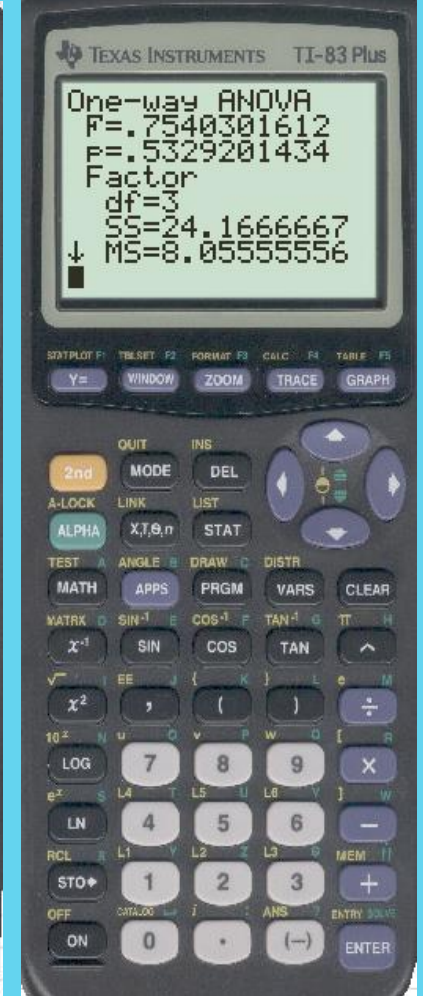 TEXAS INSTRUMENTS TI-83 Plus
One-way ANOVA
F=.7540301612
p=.5329201434
Factor
df=3
SS=24.1666667
↓ MS=8.05555556
STAT PLOT F1 TBLSET F2 FORMAT F3 CALC F4 TABLE F5
Y= WINDOW ZOOM TRACE GRAPH
QUIT INS
2nd MODE DEL
A-LOCK LINK LIST
ALPHA X,T,Θ,n STAT
TEST A ANGLE B DRAW C DISTR
MATH APPS PRGM VARS CLEAR
MATRX D SIN⁻¹ E COS⁻¹ F TAN⁻¹ G π H
x⁻¹ SIN COS TAN ^
√ I EE J { K } L e M
x² , ( ) ÷
10ˣ N u O v P w Q [ R
LOG 7 8 9 ×
eˣ S L4 T L5 U L6 V ] W
LN 4 5 6 −
RCL X L1 Y L2 Z L3 θ MEM "
STO▸ 1 2 3 +
OFF CATALOG i : ANS ? ENTRY SOLVE
ON 0 . (−) ENTER